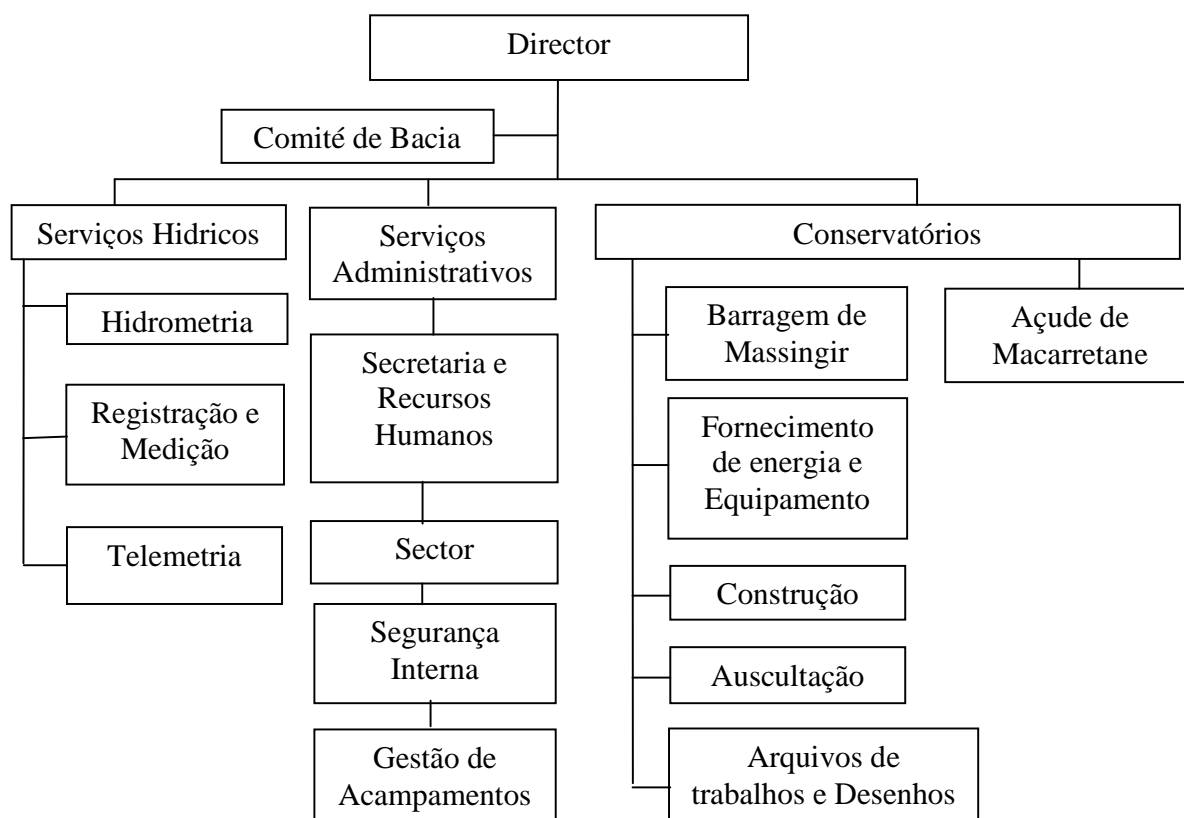 Director
Comité de Bacia
Serviços Hidricos
Hidrometria
Registração e
Medição
Telemetria
Serviços
Administrativos
Secretaria e
Recursos
Humanos
Sector
Segurança
Interna
Gestão de
Acampamentos
Conservatórios
Barragem de
Massingir
Fornecimento
de energia e
Equipamento
Construção
Auscultação
Arquivos de
trabalhos e Desenhos
Açude de
Macarretane